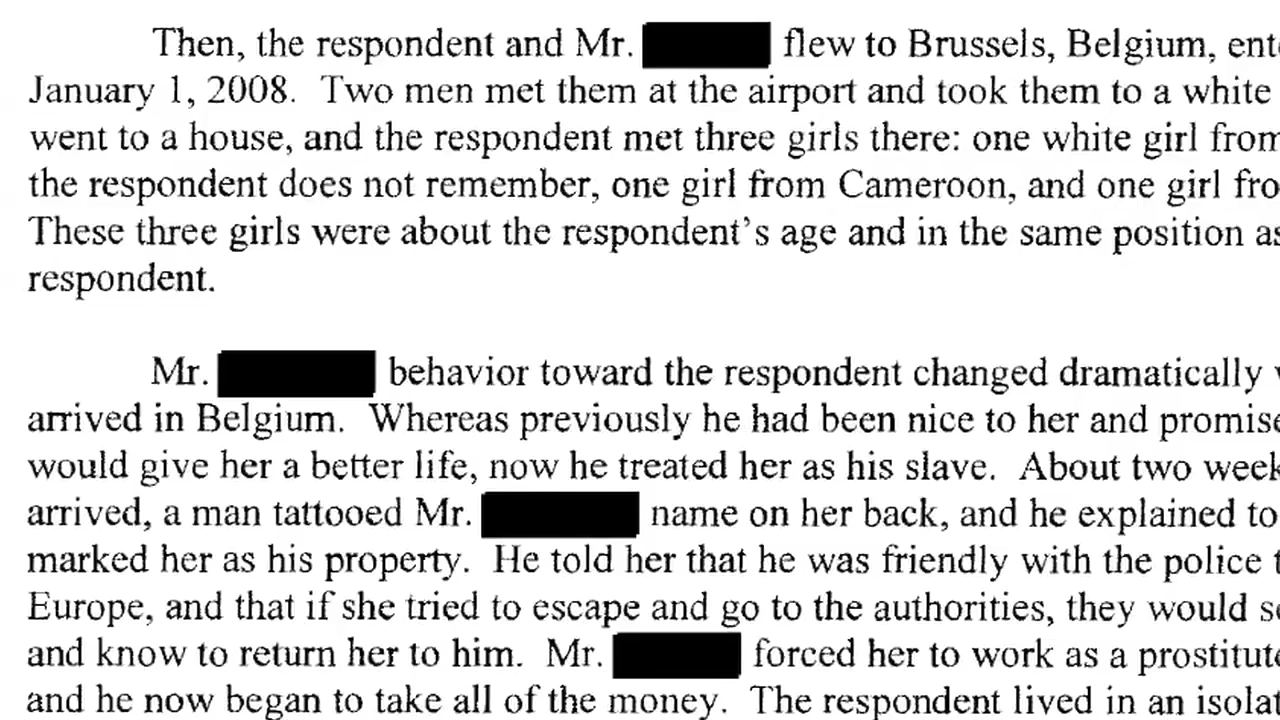 Then, the respondent and Mr. flew to Brussels, Belgium,
January 1, 2008. Two men met them at the airport and took them to a white
went to a house, and the respondent met three girls there: one white girl from
the respondent does not remember, one girl from Cameroon, and one girl
These three girls were about the respondent's age and in the same position as
respondent.
Mr. behavior toward the respondent changed dramatically
arrived in Belgium. Whereas previously he had been nice to her and
would give her a better life, now he treated her as his slave. About two
arrived, a man tattooed Mr. name on her back, and he explained to
marked her as his property. He told her that he was friendly with the police
Europe, and that if she tried to escape and go to the authorities, they would
and know to return her to him. Mr. forced her to work as a
and he now began to take all of the money. The respondent lived in an